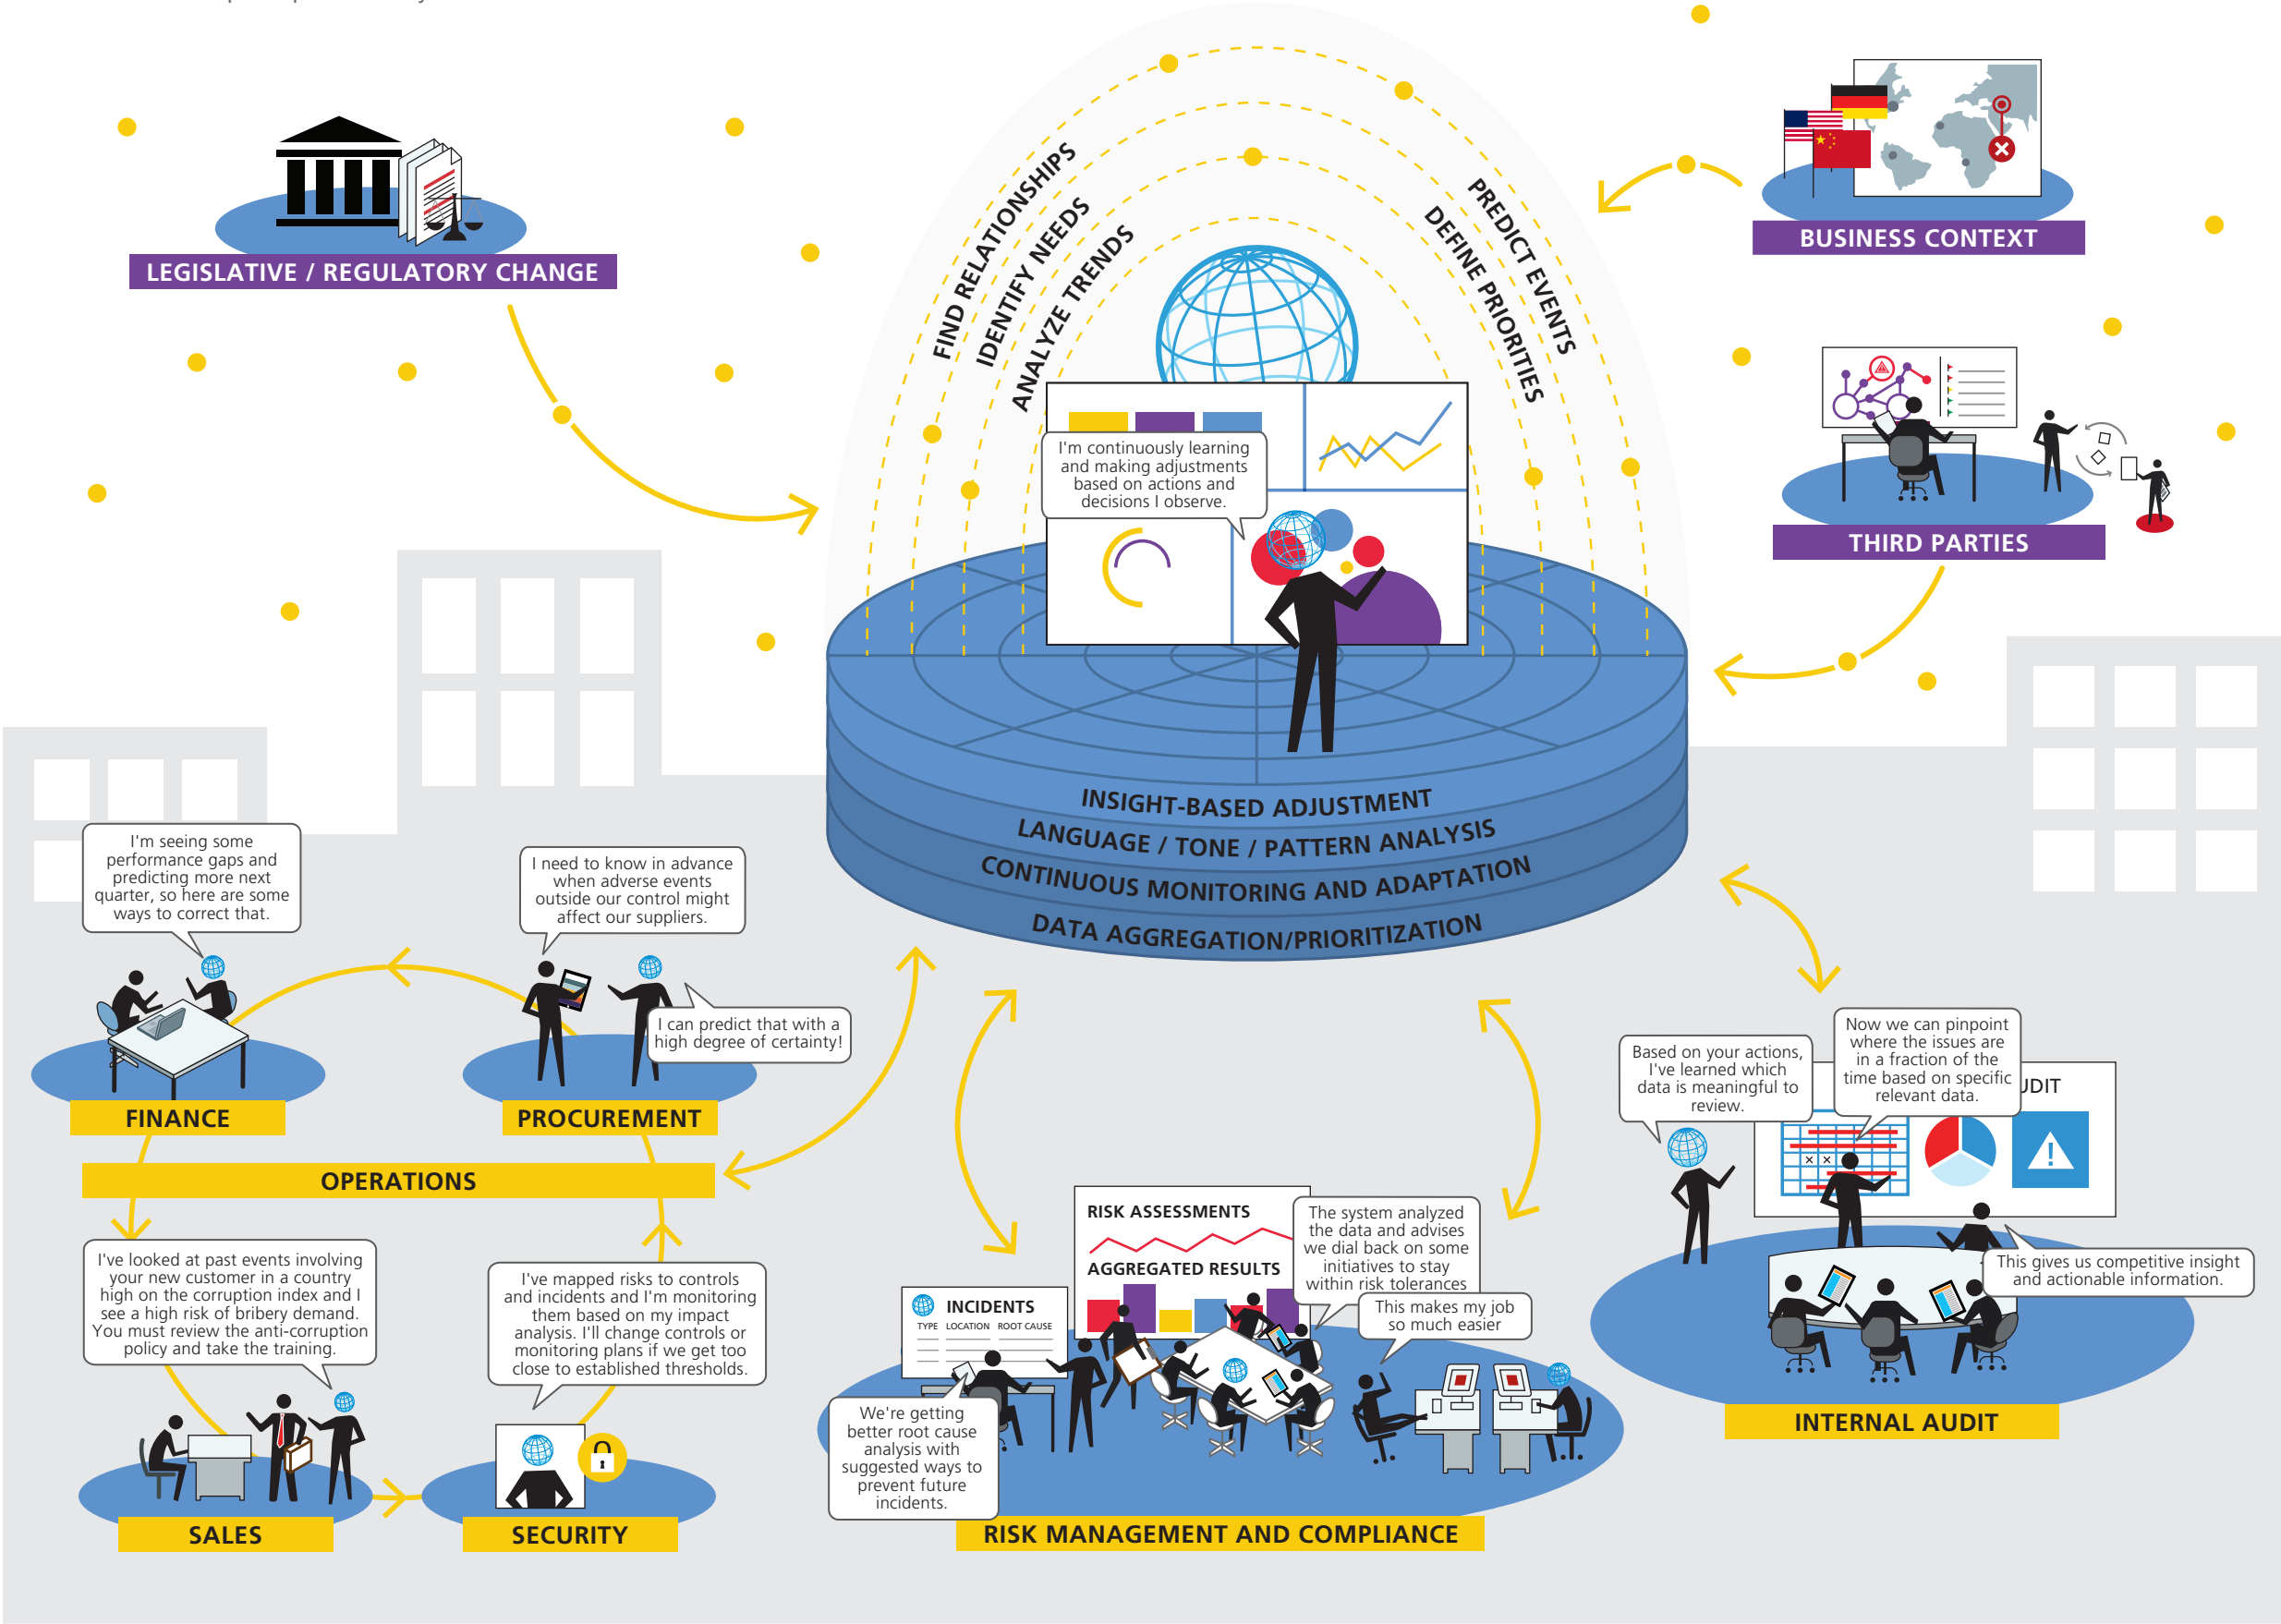 LEGISLATIVE / REGULATORY CHANGE
FIND RELATIONSHIPS
IDENTIFY NEEDS
ANALYZE TRENDS
PREDICT EVENTS
DEFINE PRIORITIES
BUSINESS CONTEXT
THIRD PARTIES
I'm continuously learning
and making adjustments
based on actions and
decisions I observe.
INSIGHT-BASED ADJUSTMENT
LANGUAGE / TONE / PATTERN ANALYSIS
CONTINUOUS MONITORING AND ADAPTATION
DATA AGGREGATION/PRIORITIZATION
I'm seeing some
performance gaps and
predicting more next
quarter, so here are some
ways to correct that.
FINANCE
I need to know in advance
when adverse events
outside our control might
affect our suppliers.
I can predict that with a
high degree of certainty!
PROCUREMENT
OPERATIONS
I've looked at past events involving
your new customer in a country
high on the corruption index and I
see a high risk of bribery demand.
You must review the anti-corruption
policy and take the training.
SALES
I've mapped risks to controls
and incidents and I'm monitoring
them based on my impact
analysis. I'll change controls or
monitoring plans if we get too
close to established thresholds.
SECURITY
RISK ASSESSMENTS
AGGREGATED RESULTS
INCIDENTS
TYPE LOCATION ROOT CAUSE
The system analyzed
the data and advises
we dial back on some
initiatives to stay
within risk tolerances
This makes my job
so much easier
We're getting
better root cause
analysis with
suggested ways to
prevent future
incidents.
RISK MANAGEMENT AND COMPLIANCE
Based on your actions,
I've learned which
data is meaningful to
review.
Now we can pinpoint
where the issues are
in a fraction of the
time based on specific
relevant data.
UDIT
This gives us competitive insight
and actionable information.
INTERNAL AUDIT